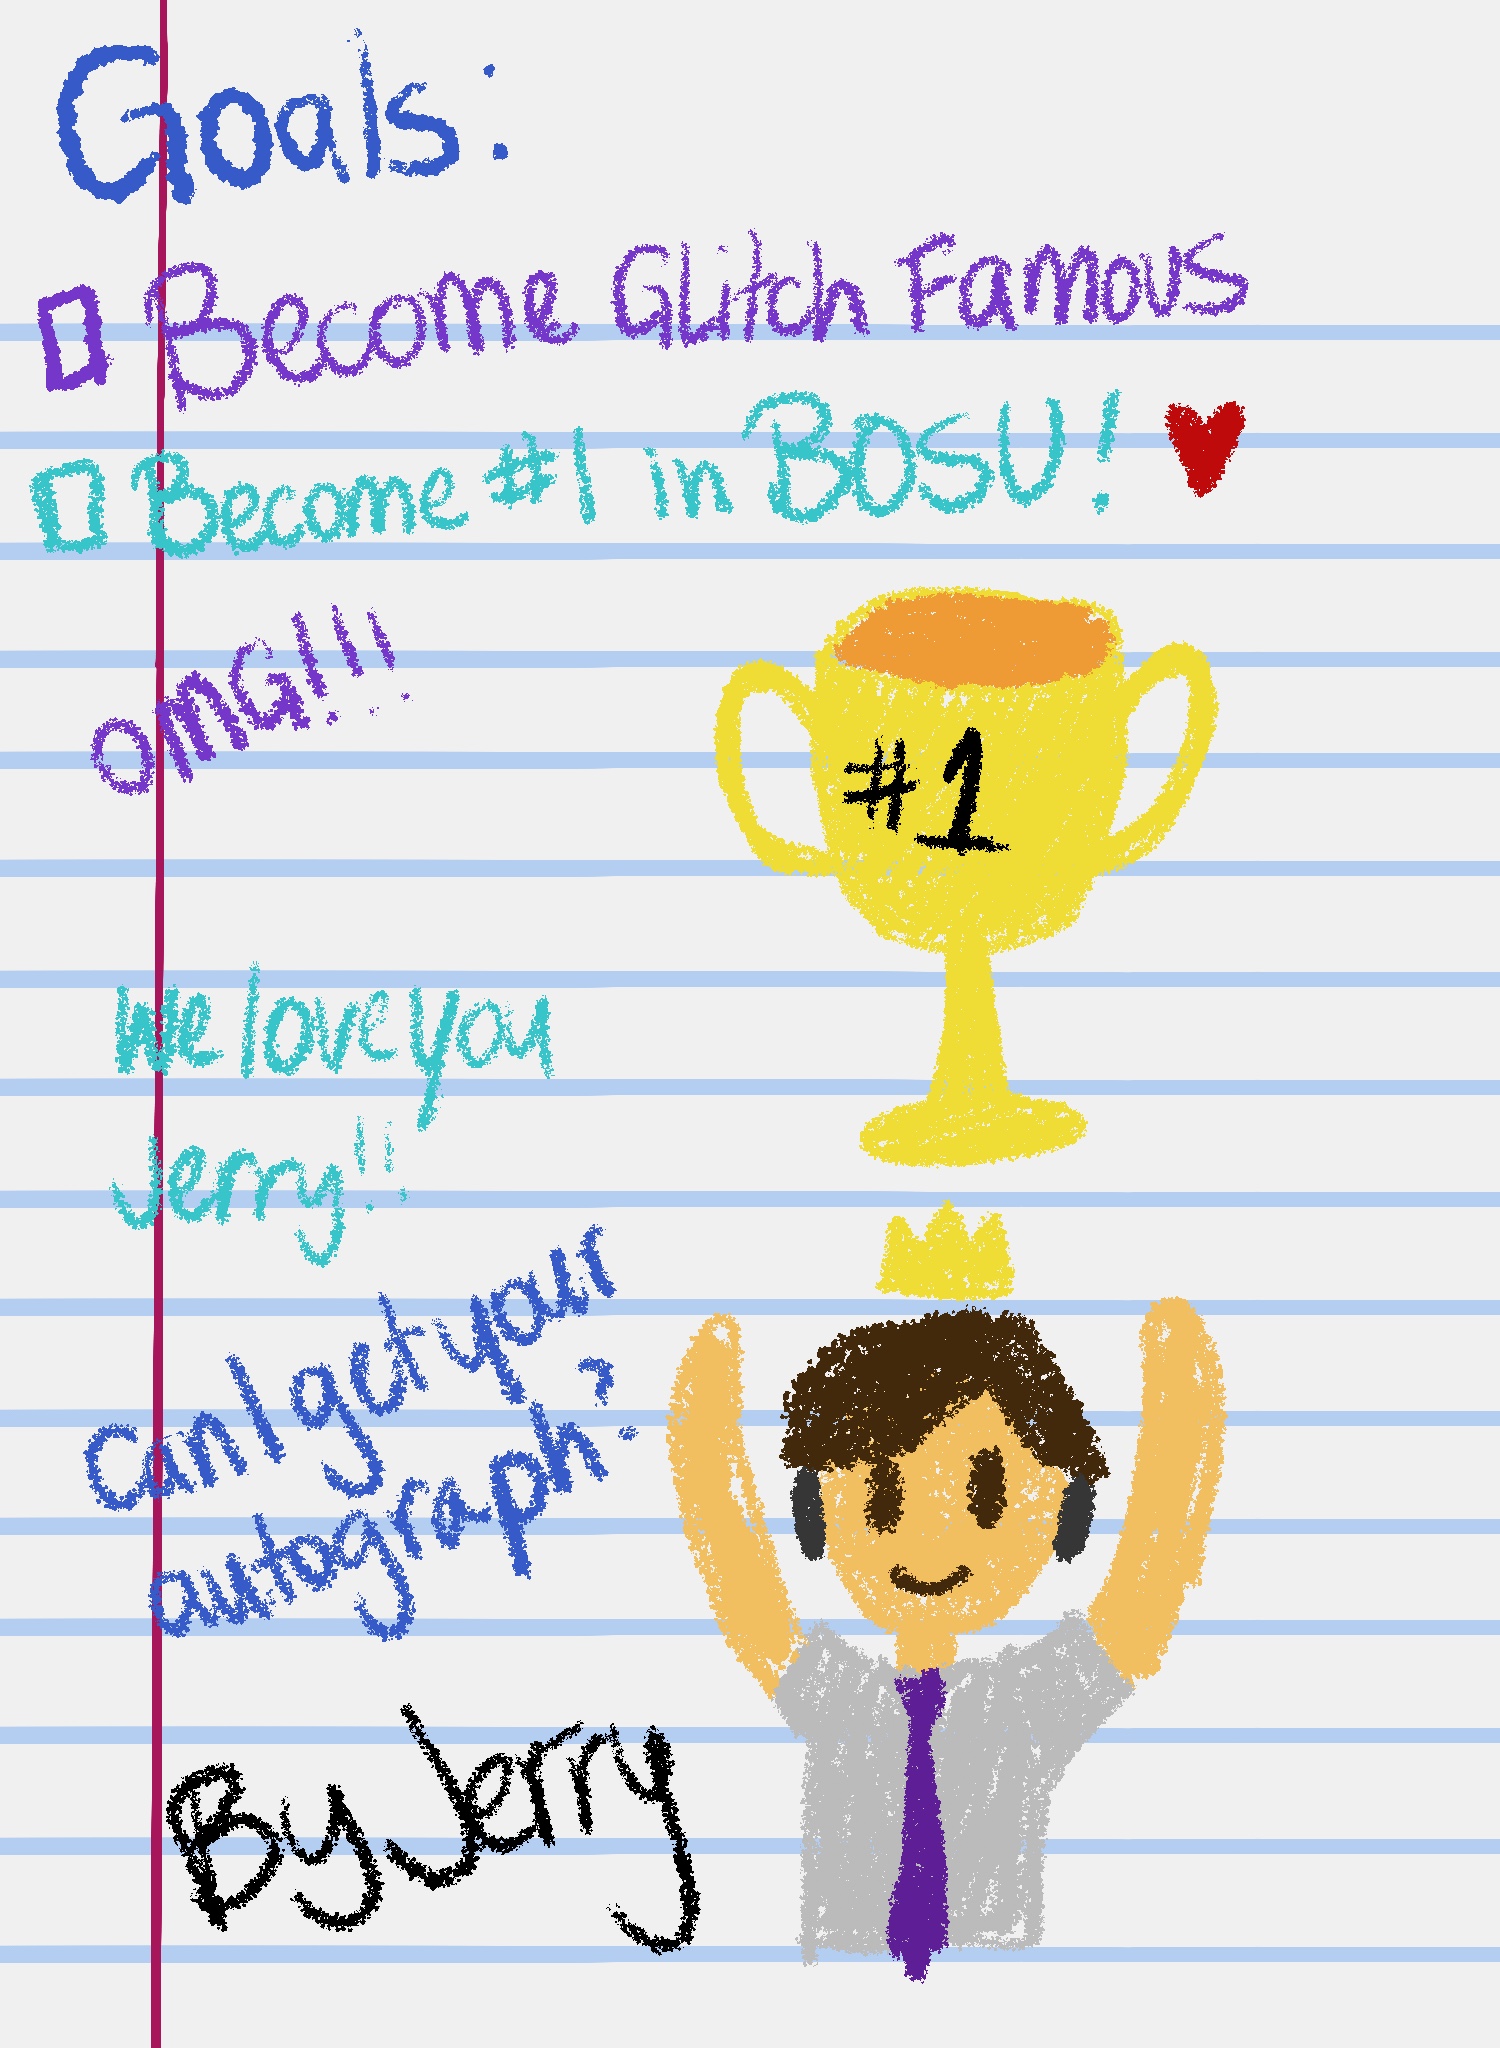 Goals:
Become Glitch Famous
Become #1 in BOSU!
OMG!!!
#1
we love you
Jerry!!
Can I get your
autograph?
By Jerry